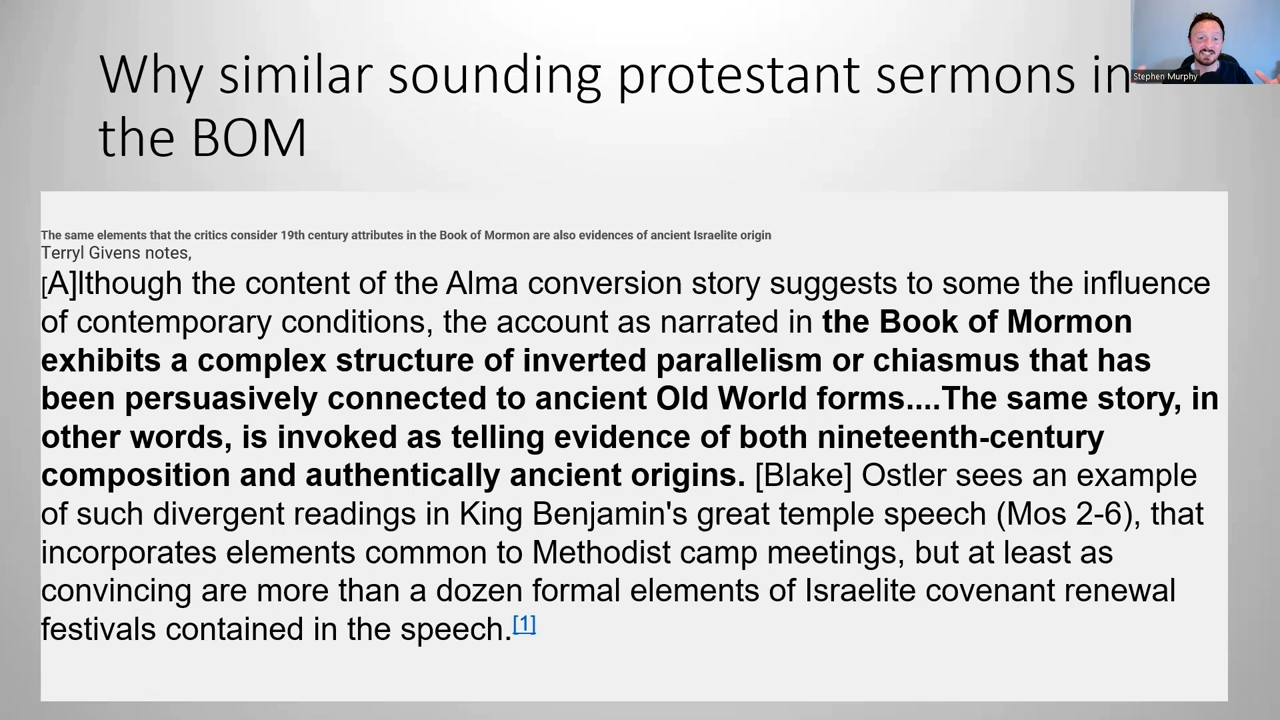 Why similar sounding protestant sermons in
the BOM
Stephen Murphy
The same elements that the critics consider 19th century attributes in the Book of Mormon are also evidences of ancient Israelite origin
Terryl Givens notes,
[A]lthough the content of the Alma conversion story suggests to some the influence
of contemporary conditions, the account as narrated in the Book of Mormon
exhibits a complex structure of inverted parallelism or chiasmus that has
been persuasively connected to ancient Old World forms....The same story, in
other words, is invoked as telling evidence of both nineteenth-century
composition and authentically ancient origins. [Blake] Ostler sees an example
of such divergent readings in King Benjamin's great temple speech (Mos 2-6), that
incorporates elements common to Methodist camp meetings, but at least as
convincing are more than a dozen formal elements of Israelite covenant renewal
festivals contained in the speech.[1]